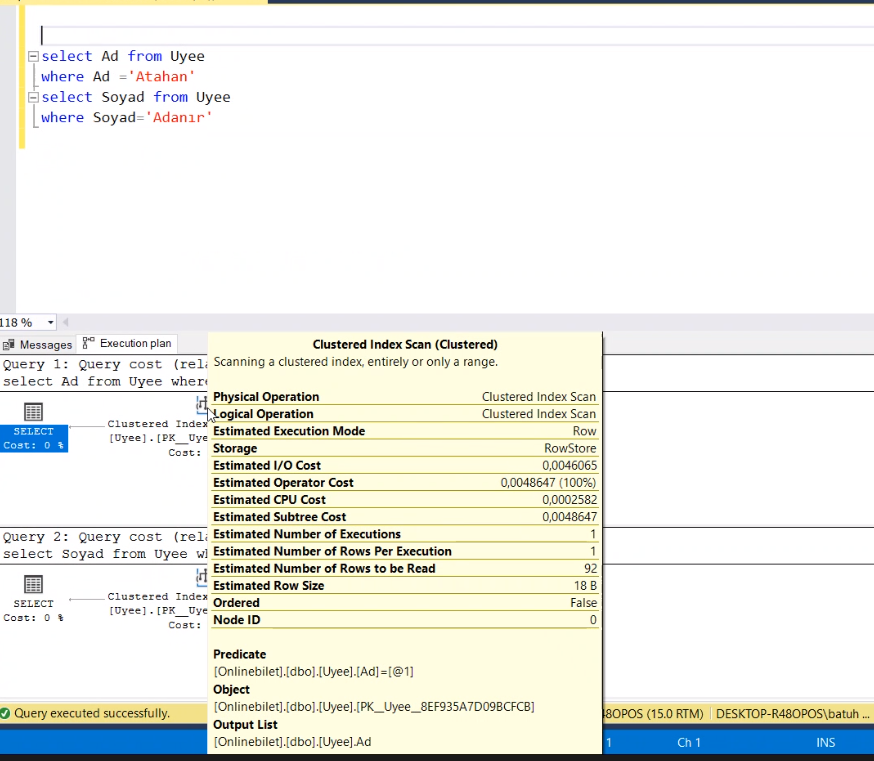 select Ad from Uyee
where Ad ='Atahan'
select Soyad from Uyee
where Soyad='Adanır'
118 %
Messages
Execution plan
Query 1: Query cost (rela
select Ad from Uyee where
SELECT
Cost: 0 %
Clustered Index
[Uyee].[PK__Uye
Cost:
Query 2: Query cost (rela
select Soyad from Uyee wh
SELECT
Cost: 0 %
Clustered Index
[Uyee].[PK__Uye
Cost:
Clustered Index Scan (Clustered)
Scanning a clustered index, entirely or only a range.
Physical Operation Clustered Index Scan
Logical Operation Clustered Index Scan
Estimated Execution Mode Row
Storage RowStore
Estimated I/O Cost 0,0046065
Estimated Operator Cost 0,0048647 (100%)
Estimated CPU Cost 0,0002582
Estimated Subtree Cost 0,0048647
Estimated Number of Executions 1
Estimated Number of Rows Per Execution 1
Estimated Number of Rows to be Read 92
Estimated Row Size 18 B
Ordered False
Node ID 0
Predicate
[Onlinebilet].[dbo].[Uyee].[Ad]=[@1]
Object
[Onlinebilet].[dbo].[Uyee].[PK__Uyee__8EF935A7D09BCFCB]
Output List
[Onlinebilet].[dbo].[Uyee].Ad
Query executed successfully.
48OPOS (15.0 RTM)
DESKTOP-R48OPOS\batuh ...
1
Ch 1
INS